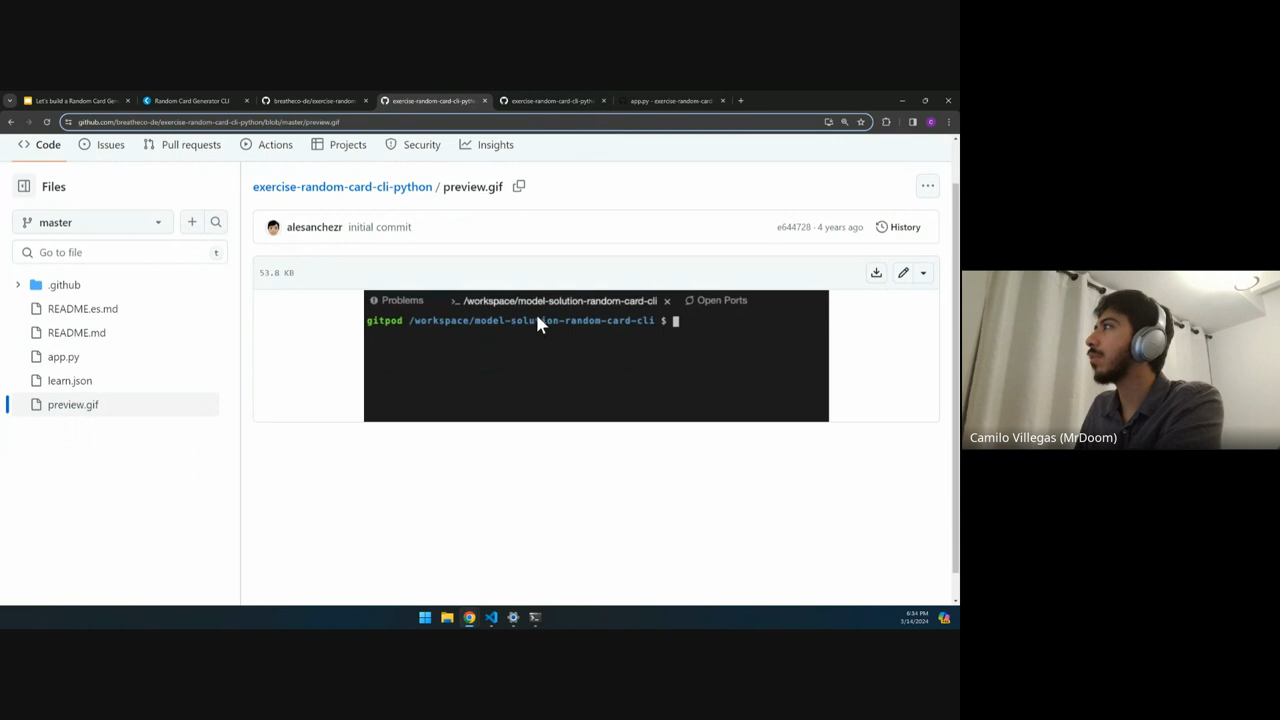 Let's build a Random Card Gen
Random Card Generator CLI
breatheco-de/exercise-random
exercise-random-card-cli-pyth
exercise-random-card-cli-pyth
app.py - exercise-random-card
github.com/breatheco-de/exercise-random-card-cli-python/blob/master/preview.gif
Code
Issues
Pull requests
Actions
Projects
Security
Insights
Files
exercise-random-card-cli-python / preview.gif
master
alesanchezr initial commit
e644728 · 4 years ago
History
Go to file
t
53.8 KB
.github
README.es.md
README.md
app.py
learn.json
preview.gif
Problems
>_ /workspace/model-solution-random-card-cli
Open Ports
gitpod /workspace/model-solution-random-card-cli $
Camilo Villegas (MrDoom)
6:34 PM
3/14/2024